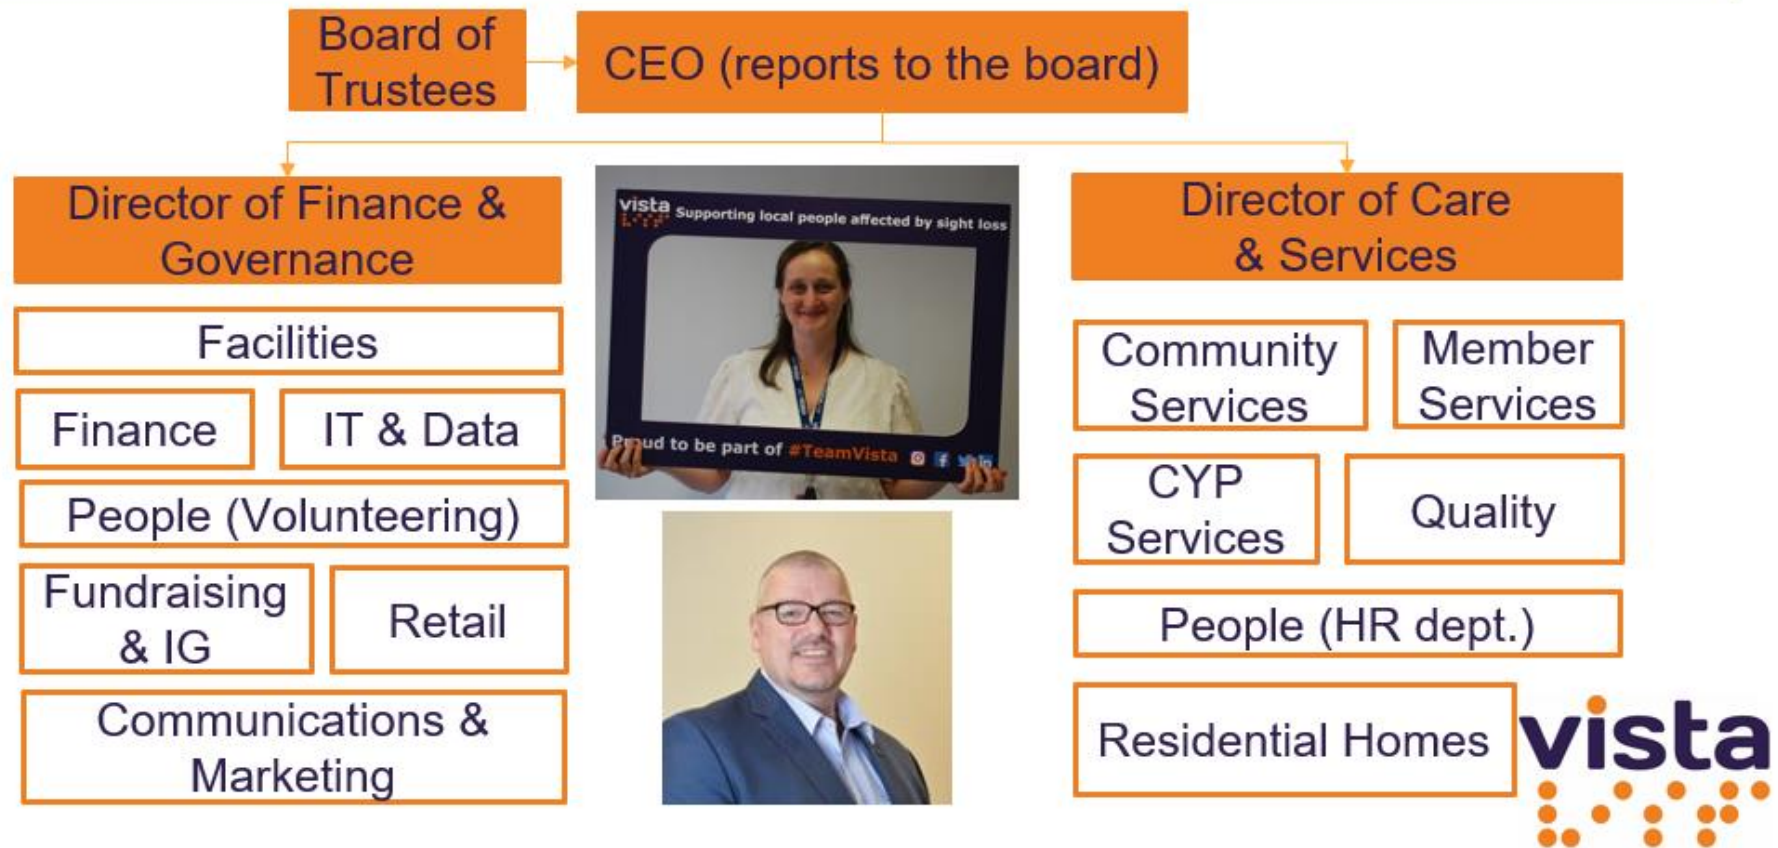 Board of
Trustees
CEO (reports to the board)
Director of Finance &
Governance
Facilities
Finance
IT & Data
People (Volunteering)
Fundraising
& IG
Retail
Communications &
Marketing
vista
Supporting local people affected by sight loss
Proud to be part of #TeamVista
Director of Care
& Services
Community
Services
Member
Services
CYP
Services
Quality
People (HR dept.)
Residential Homes
vista